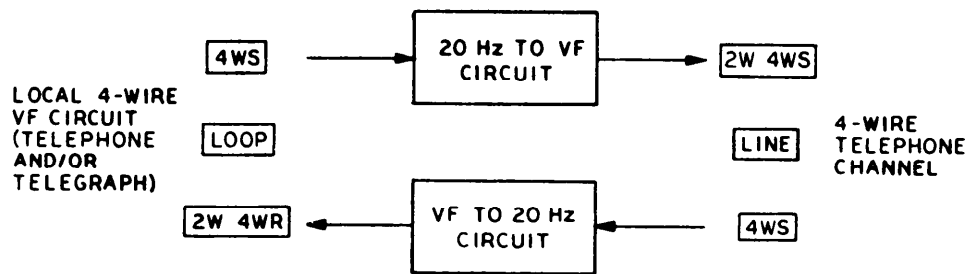 4WS
20 Hz TO VF
CIRCUIT
2W 4WS
LOCAL 4-WIRE
VF CIRCUIT
(TELEPHONE
AND/OR
TELEGRAPH)
LOOP
LINE
4-WIRE
TELEPHONE
CHANNEL
2W 4WR
VF TO 20 Hz
CIRCUIT
4WS